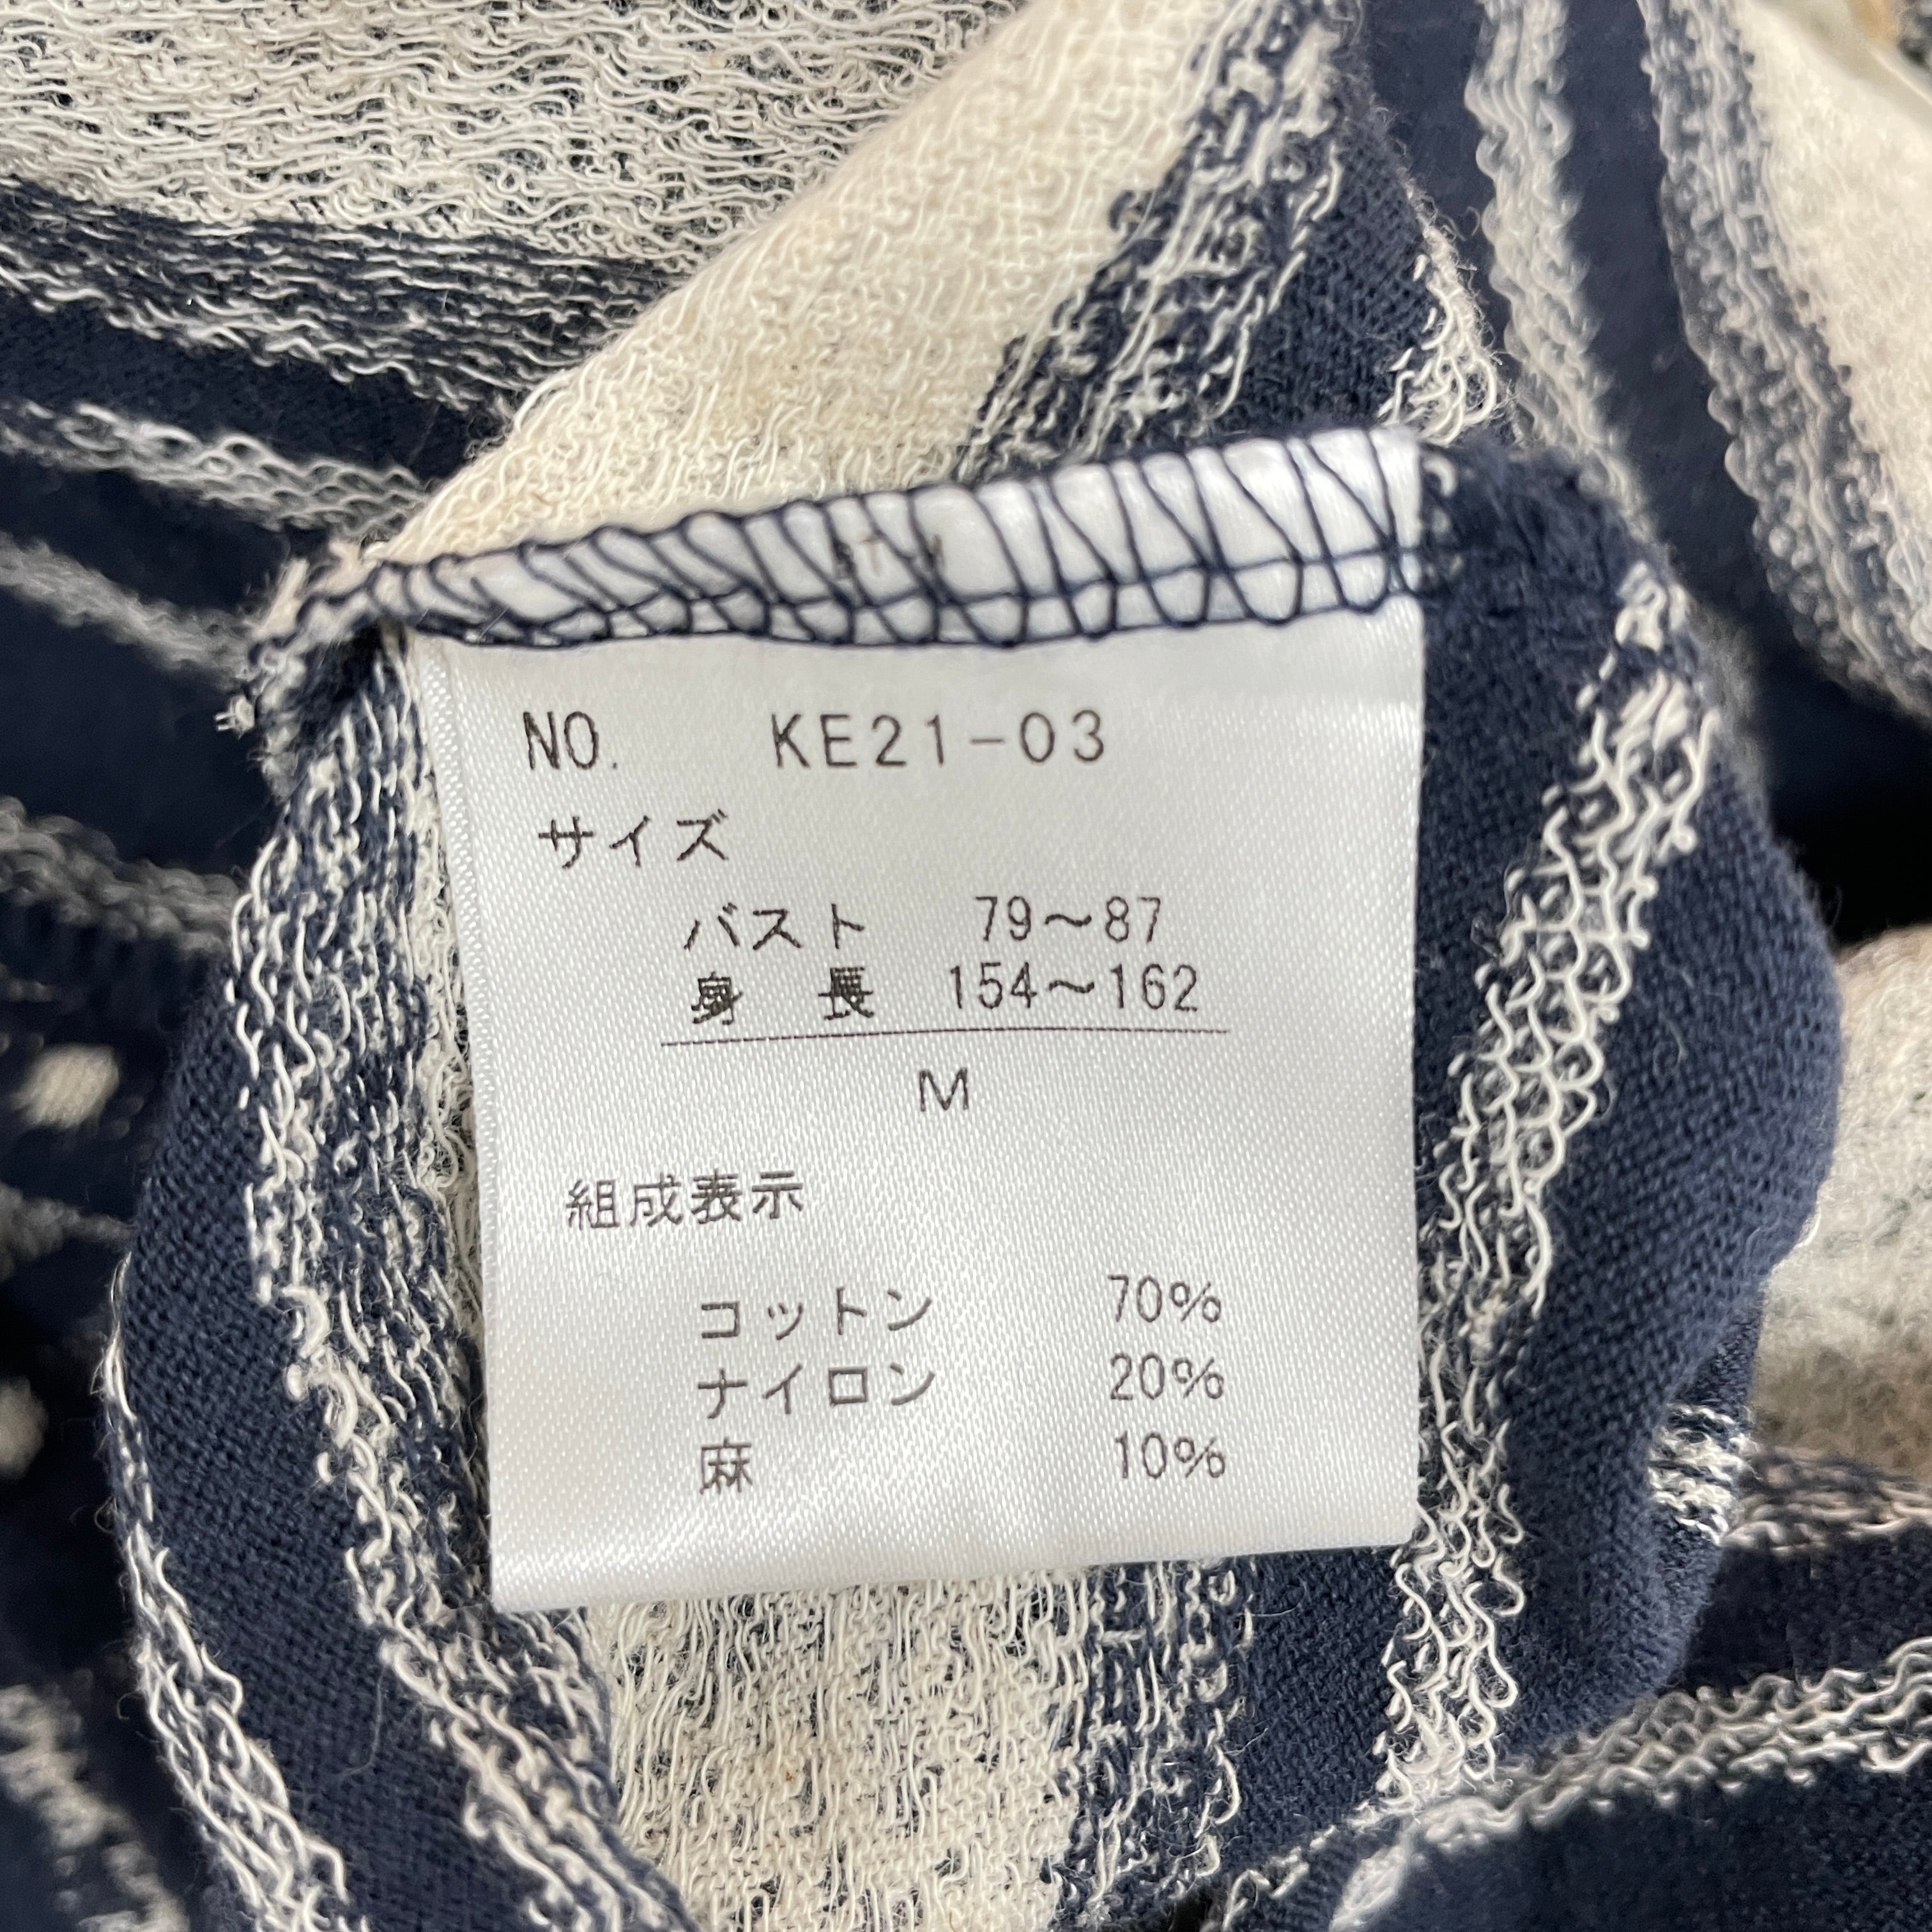 NO. KE21-03
サイズ
バスト 79～87
身 長 154～162
M
組成表示
コットン 70%
ナイロン 20%
麻 10%